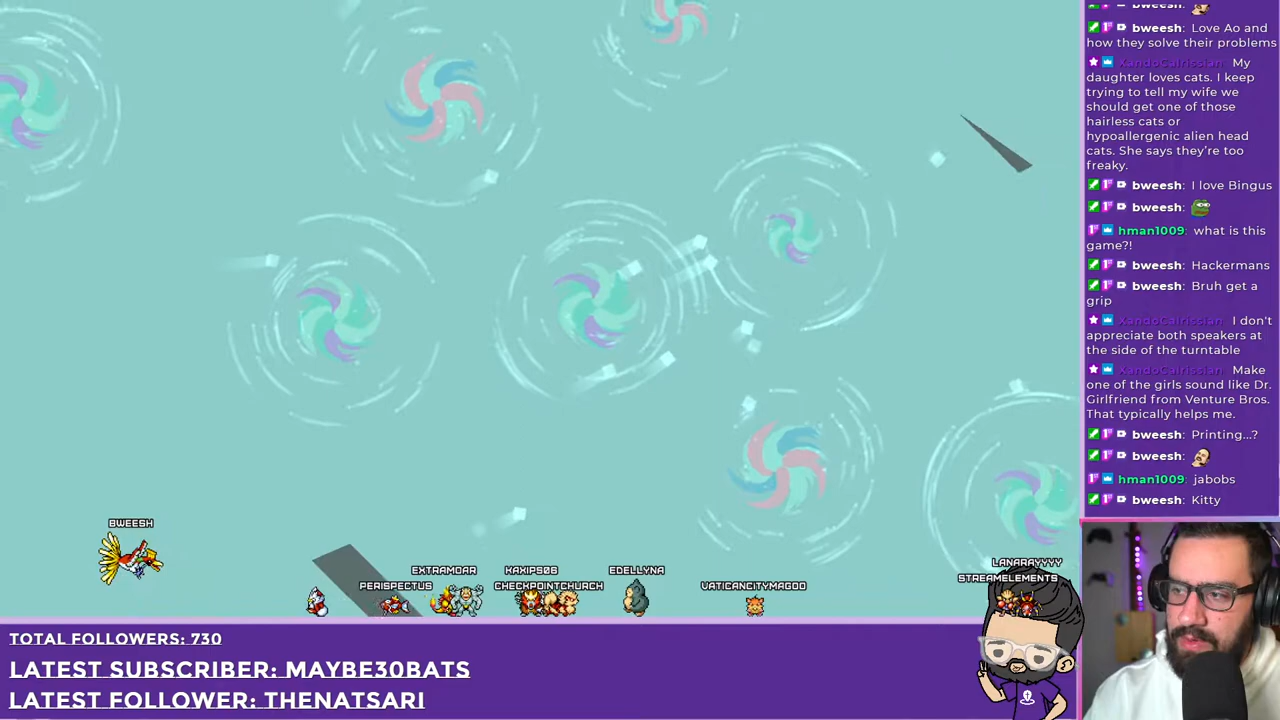 bweesh: Love Ao and
how they solve their problems
XandoCalrissian My
daughter loves cats. I keep
trying to tell my wife we
should get one of those
hairless cats or
hypoallergenic alien head
cats. She says they're too
freaky.
bweesh: I love Bingus
bweesh:
hman1009: what is this
game?!
bweesh: Hackermans
bweesh: Bruh get a
grip
XandoCalrissian I don't
appreciate both speakers at
the side of the turntable
XandoCalrissian Make
one of the girls sound like Dr.
Girlfriend from Venture Bros.
That typically helps me.
bweesh: Printing...?
bweesh:
hman1009: jabobs
bweesh: Kitty
BWEESH
PERISPECTUS
EXTRAMOAR
KAXIPS06
CHECKPOINTCHURCH
EDELLYNA
VATICANCITYMAGOO
LANARAYYYY
STREAMELEMENTS
TOTAL FOLLOWERS: 730
LATEST SUBSCRIBER: MAYBE30BATS
LATEST FOLLOWER: THENATSARI